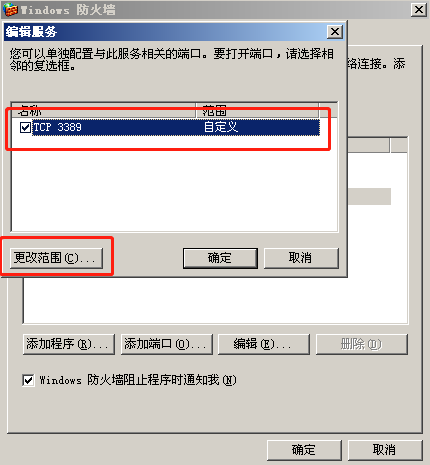 Windows 防火墙
编辑服务
您可以单独配置与此服务相关的端口。要打开端口，请选择相
邻的复选框。
络连接。添
名称 范围
TCP 3389 自定义
更改范围(C)... 确定 取消
添加程序(R)... 添加端口(O)... 编辑(E)... 删除(D)
Windows 防火墙阻止程序时通知我(N)
确定 取消